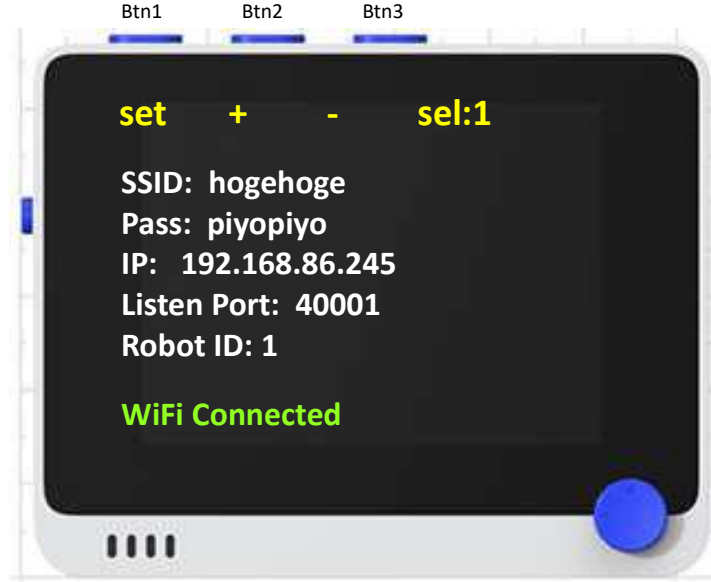 Btn1 Btn2 Btn3
set + - sel:1
SSID: hogehoge
Pass: piyopiyo
IP: 192.168.86.245
Listen Port: 40001
Robot ID: 1
WiFi Connected